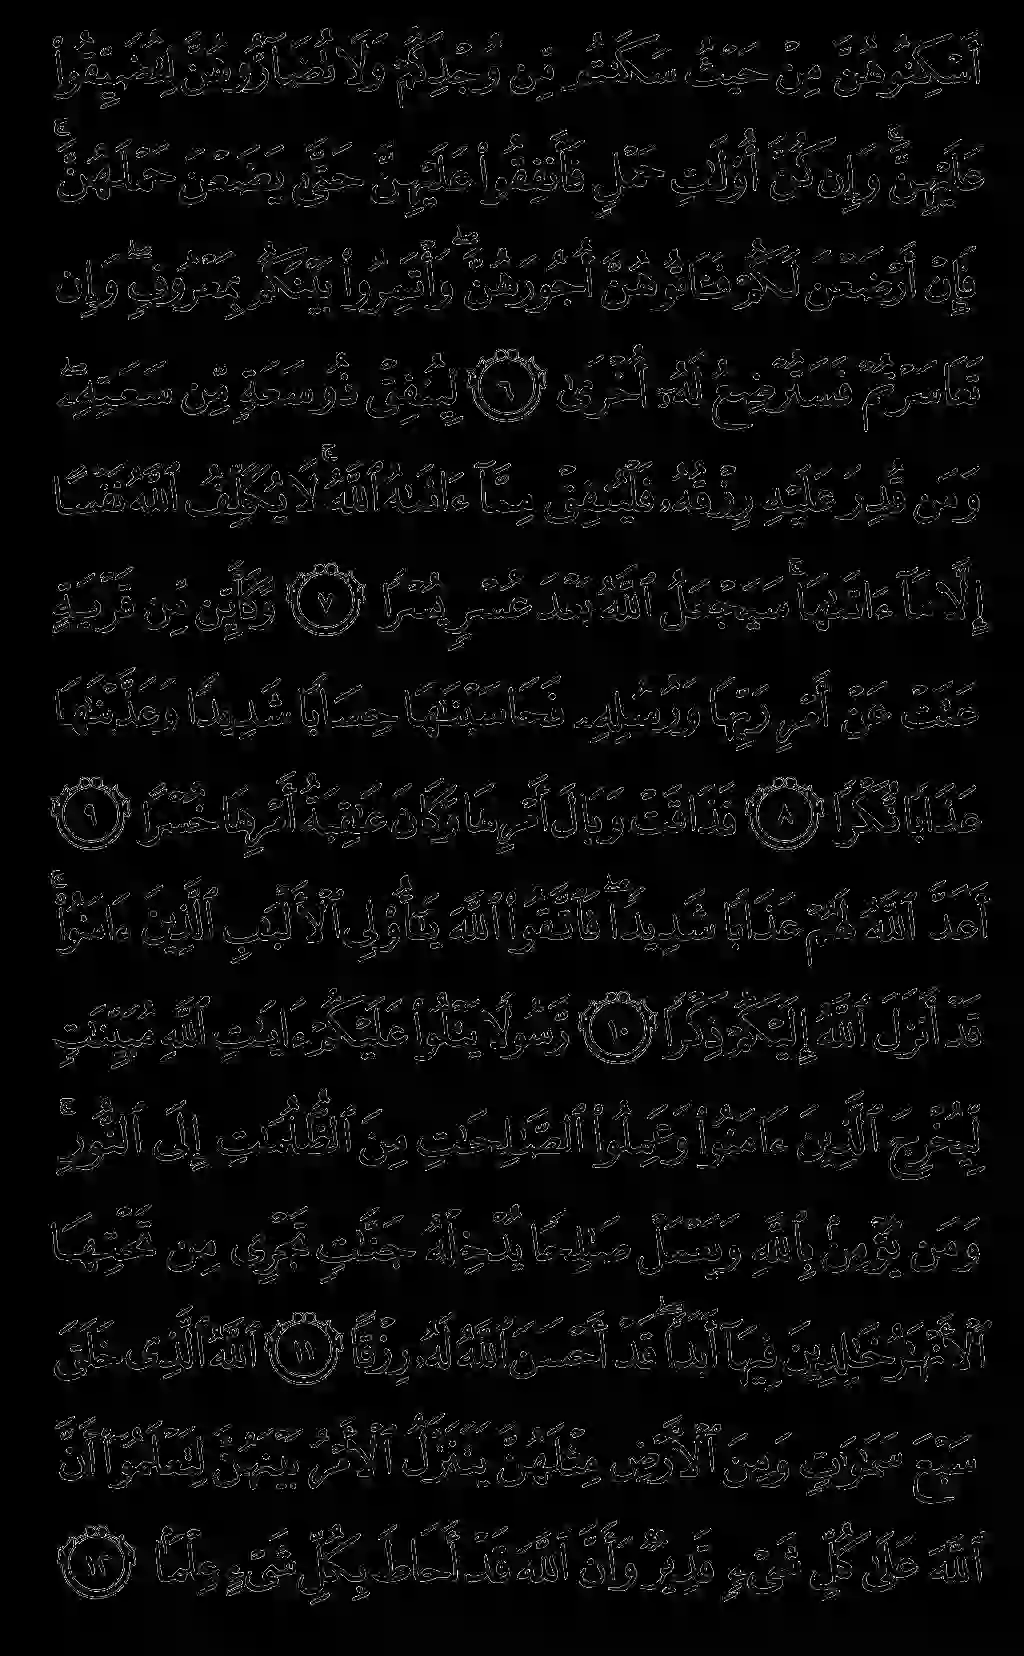 أَسْكِنُوهُنَّ مِنْ حَيْثُ سَكَنتُم مِّن وُجْدِكُمْ وَلَا تُضَآرُّوهُنَّ لِتُضَيِّقُوا۟
عَلَيْهِنَّ ۚ وَإِن كُنَّ أُو۟لَٰتِ حَمْلٍ فَأَنفِقُوا۟ عَلَيْهِنَّ حَتَّىٰ يَضَعْنَ حَمْلَهُنَّ ۚ
فَإِنْ أَرْضَعْنَ لَكُمْ فَـَٔاتُوهُنَّ أُجُورَهُنَّ ۖ وَأْتَمِرُوا۟ بَيْنَكُم بِمَعْرُوفٍ ۖ وَإِن
تَعَاسَرْتُمْ فَسَتُرْضِعُ لَهُۥٓ أُخْرَىٰ ٦ لِيُنفِقْ ذُو سَعَةٍ مِّن سَعَتِهِۦ ۖ
وَمَن قُدِرَ عَلَيْهِ رِزْقُهُۥ فَلْيُنفِقْ مِمَّآ ءَاتَىٰهُ ٱللَّهُ ۚ لَا يُكَلِّفُ ٱللَّهُ نَفْسًا
إِلَّا مَآ ءَاتَىٰهَا ۚ سَيَجْعَلُ ٱللَّهُ بَعْدَ عُسْرٍ يُسْرًا ٧ وَكَأَيِّن مِّن قَرْيَةٍ
عَتَتْ عَنْ أَمْرِ رَبِّهَا وَرُسُلِهِۦ فَحَاسَبْنَٰهَا حِسَابًا شَدِيدًا وَعَذَّبْنَٰهَا
عَذَابًا نُّكْرًا ٨ فَذَاقَتْ وَبَالَ أَمْرِهَا وَكَانَ عَٰقِبَةُ أَمْرِهَا خُسْرًا ٩
أَعَدَّ ٱللَّهُ لَهُمْ عَذَابًا شَدِيدًا ۖ فَٱتَّقُوا۟ ٱللَّهَ يَٰٓأُو۟لِى ٱلْأَلْبَٰبِ ٱلَّذِينَ ءَامَنُوا۟ ۚ
قَدْ أَنزَلَ ٱللَّهُ إِلَيْكُمْ ذِكْرًا ١٠ رَّسُولًا يَتْلُوا۟ عَلَيْكُمْ ءَايَٰتِ ٱللَّهِ مُبَيِّنَٰتٍ
لِّيُخْرِجَ ٱلَّذِينَ ءَامَنُوا۟ وَعَمِلُوا۟ ٱلصَّٰلِحَٰتِ مِنَ ٱلظُّلُمَٰتِ إِلَى ٱلنُّورِ ۚ
وَمَن يُؤْمِنۢ بِٱللَّهِ وَيَعْمَلْ صَٰلِحًا يُدْخِلْهُ جَنَّٰتٍ تَجْرِى مِن تَحْتِهَا
ٱلْأَنْهَٰرُ خَٰلِدِينَ فِيهَآ أَبَدًا ۖ قَدْ أَحْسَنَ ٱللَّهُ لَهُۥ رِزْقًا ١١ ٱللَّهُ ٱلَّذِى خَلَقَ
سَبْعَ سَمَٰوَٰتٍ وَمِنَ ٱلْأَرْضِ مِثْلَهُنَّ يَتَنَزَّلُ ٱلْأَمْرُ بَيْنَهُنَّ لِتَعْلَمُوٓا۟ أَنَّ
ٱللَّهَ عَلَىٰ كُلِّ شَىْءٍ قَدِيرٌ وَأَنَّ ٱللَّهَ قَدْ أَحَاطَ بِكُلِّ شَىْءٍ عِلْمًۢا ١٢